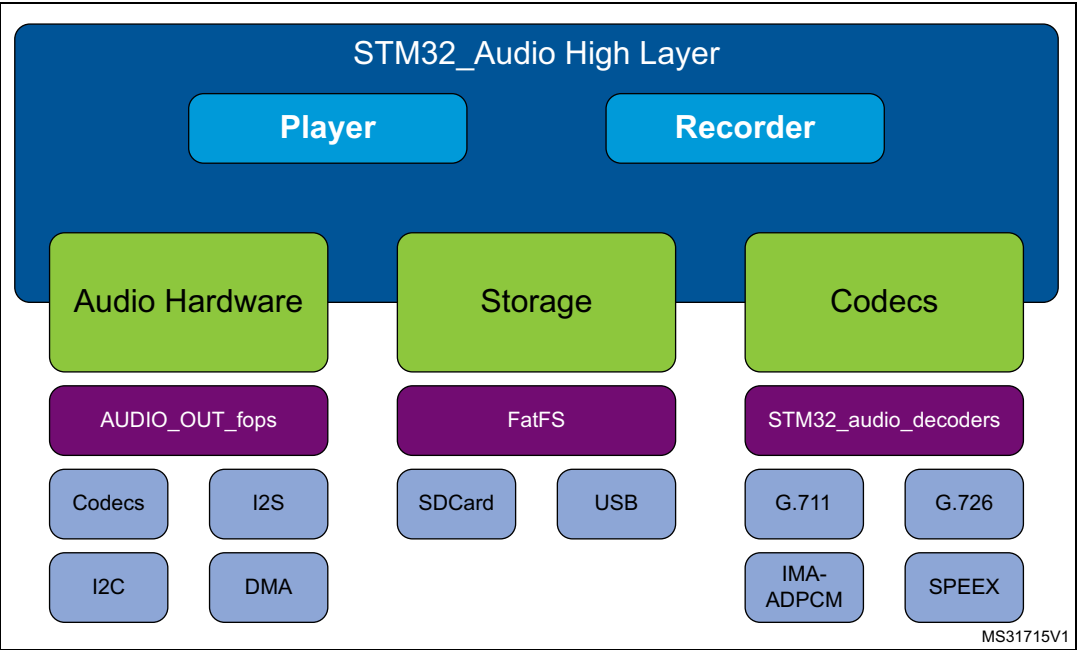 STM32_Audio High Layer
Player
Recorder
Audio Hardware
Storage
Codecs
AUDIO_OUT_fops
FatFS
STM32_audio_decoders
Codecs
I2S
SDCard
USB
G.711
G.726
I2C
DMA
IMA-
ADPCM
SPEEX
MS31715V1